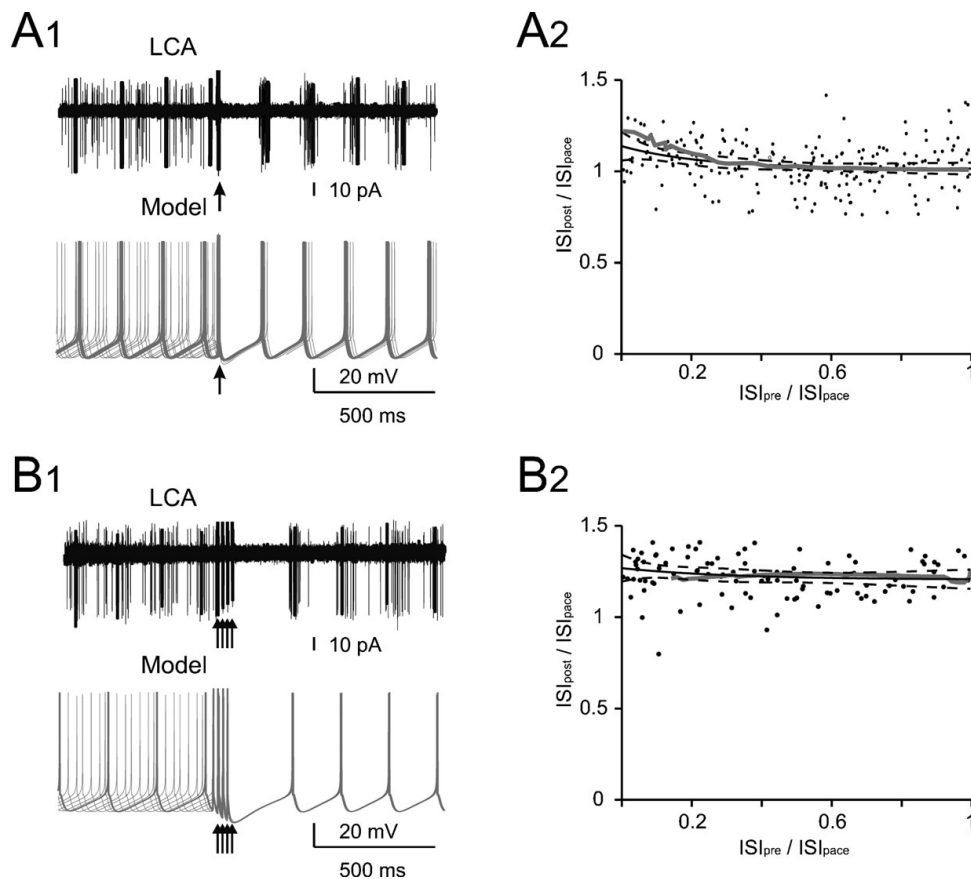 A1
LCA
10 pA
Model
20 mV
500 ms
A2
1.5
1
0.5
0
0.2
0.6
1
ISIpost / ISIpace
ISIpre / ISIpace
B1
LCA
10 pA
Model
20 mV
500 ms
B2
1.5
1
0.5
0
0.2
0.6
1
ISIpost / ISIpace
ISIpre / ISIpace